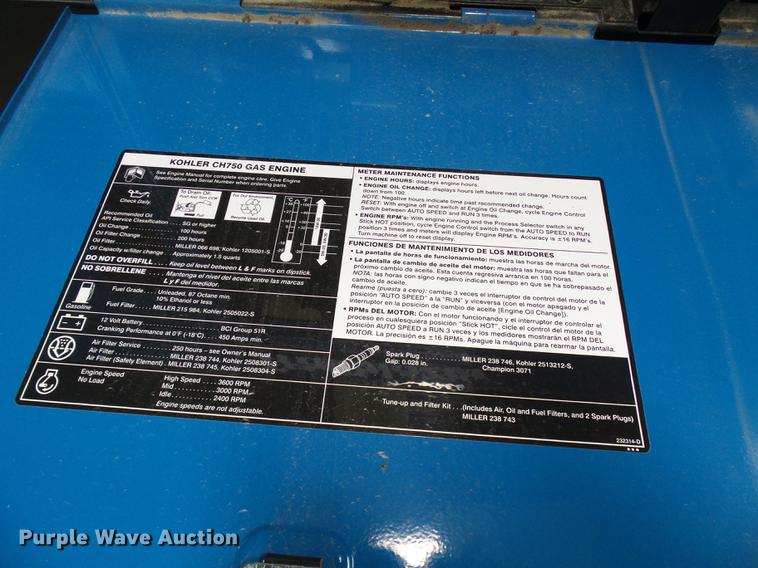 KOHLER CH750 GAS ENGINE
See Engine Manual for complete engine care. Give Engine
Specification and Serial Number when ordering parts.
Check Daily.
To Drain Oil:
Push And Turn CCW
Pull
Recycle Used Oil.
Recommended Oil
API Service Classification . . . . SG or higher
Oil Change . . . . 100 hours
Oil Filter Change . . . . 200 hours
Oil Filter . . . . MILLER 066 698; Kohler 1205001-S
Oil Capacity w/filter change . . . . Approximately 1.5 quarts
DO NOT OVERFILL Keep oil level between L & F marks on dipstick.
NO SOBRELLENE Mantenga el nivel del aceite entre las marcas
L y F del medidor.
Gasoline
Fuel Grade . . . . Unleaded, 87 Octane min.
10% Ethanol or less
Fuel Filter . . . . MILLER 215 984, Kohler 2505022-S
12 Volt Battery . . . . BCI Group 51R
Cranking Performance at 0°F (-18°C) . . . . 450 Amps min.
Air Filter Service . . . . 250 hours - see Owner's Manual
Air Filter . . . . MILLER 238 744, Kohler 2508301-S
Air Filter (Safety Element) . . . . MILLER 238 745, Kohler 2508304-S
Engine Speed
No Load
High Speed . . . . 3600 RPM
Mid . . . . 3000 RPM
Idle . . . . 2400 RPM
Engine speeds are not adjustable.
METER MAINTENANCE FUNCTIONS
• ENGINE HOURS: displays engine hours.
• ENGINE OIL CHANGE: displays hours left before next oil change. Hours count
down from 100.
NOTE: Negative hours indicate time past recommended change.
RESET: With engine off and switch at Engine Oil Change, cycle Engine Control
Switch between AUTO SPEED and RUN 3 times.
• ENGINE RPM's: With engine running and the Process Selector switch in any
Stick HOT position, cycle Engine Control switch from the AUTO SPEED to RUN
position 3 times and meters will display Engine RPM's. Accuracy is ±16 RPM's.
Turn machine off to reset display.
FUNCIONES DE MANTENIMIENTO DE LOS MEDIDORES
• La pantalla de horas de funcionamiento: muestra las horas de marcha del motor.
• La pantalla de cambio de aceite del motor: muestra las horas que faltan para el
próximo cambio de aceite. Esta cuenta regresiva arranca en 100 horas.
NOTA: las horas con signo negativo indican el tiempo en que se ha sobrepasado el
cambio de aceite.
Reajme (puesta a cero): cambie 3 veces el interruptor de control del motor de la
posición "AUTO SPEED" a la "RUN" y viceversa (con el motor apagado y el
interruptor en la posición de cambio de aceite [Engine Oil Change]).
• RPMs DEL MOTOR: Con el motor funcionando y el interruptor de controlar el
proceso en cualesquiera posición "Stick HOT", cicle el control del motor de la
posición AUTO SPEED a RUN 3 veces y los medidores mostrarán el RPM DEL
MOTOR. La precisión es ±16 RPMs. Apague la máquina para rearmar la pantalla.
Spark Plug . . . . MILLER 238 746, Kohler 2513212-S,
Gap: 0.028 in. Champion 3071
Tune-up and Filter Kit . . . (Includes Air, Oil and Fuel Filters, and 2 Spark Plugs)
MILLER 238 743
232314-D
Purple Wave Auction